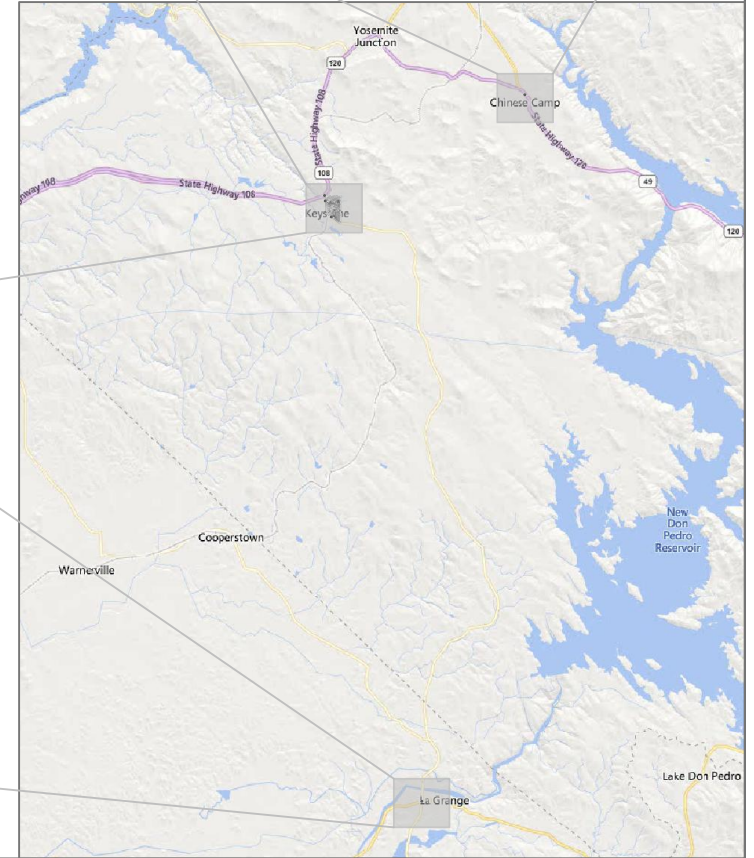 Yosemite
Junction
120
Chinese Camp
State Highway 108
State Highway 120
108
49
State Highway 108
120
Keystone
New
Don
Pedro
Reservoir
Cooperstown
Warnerville
Lake Don Pedro
La Grange